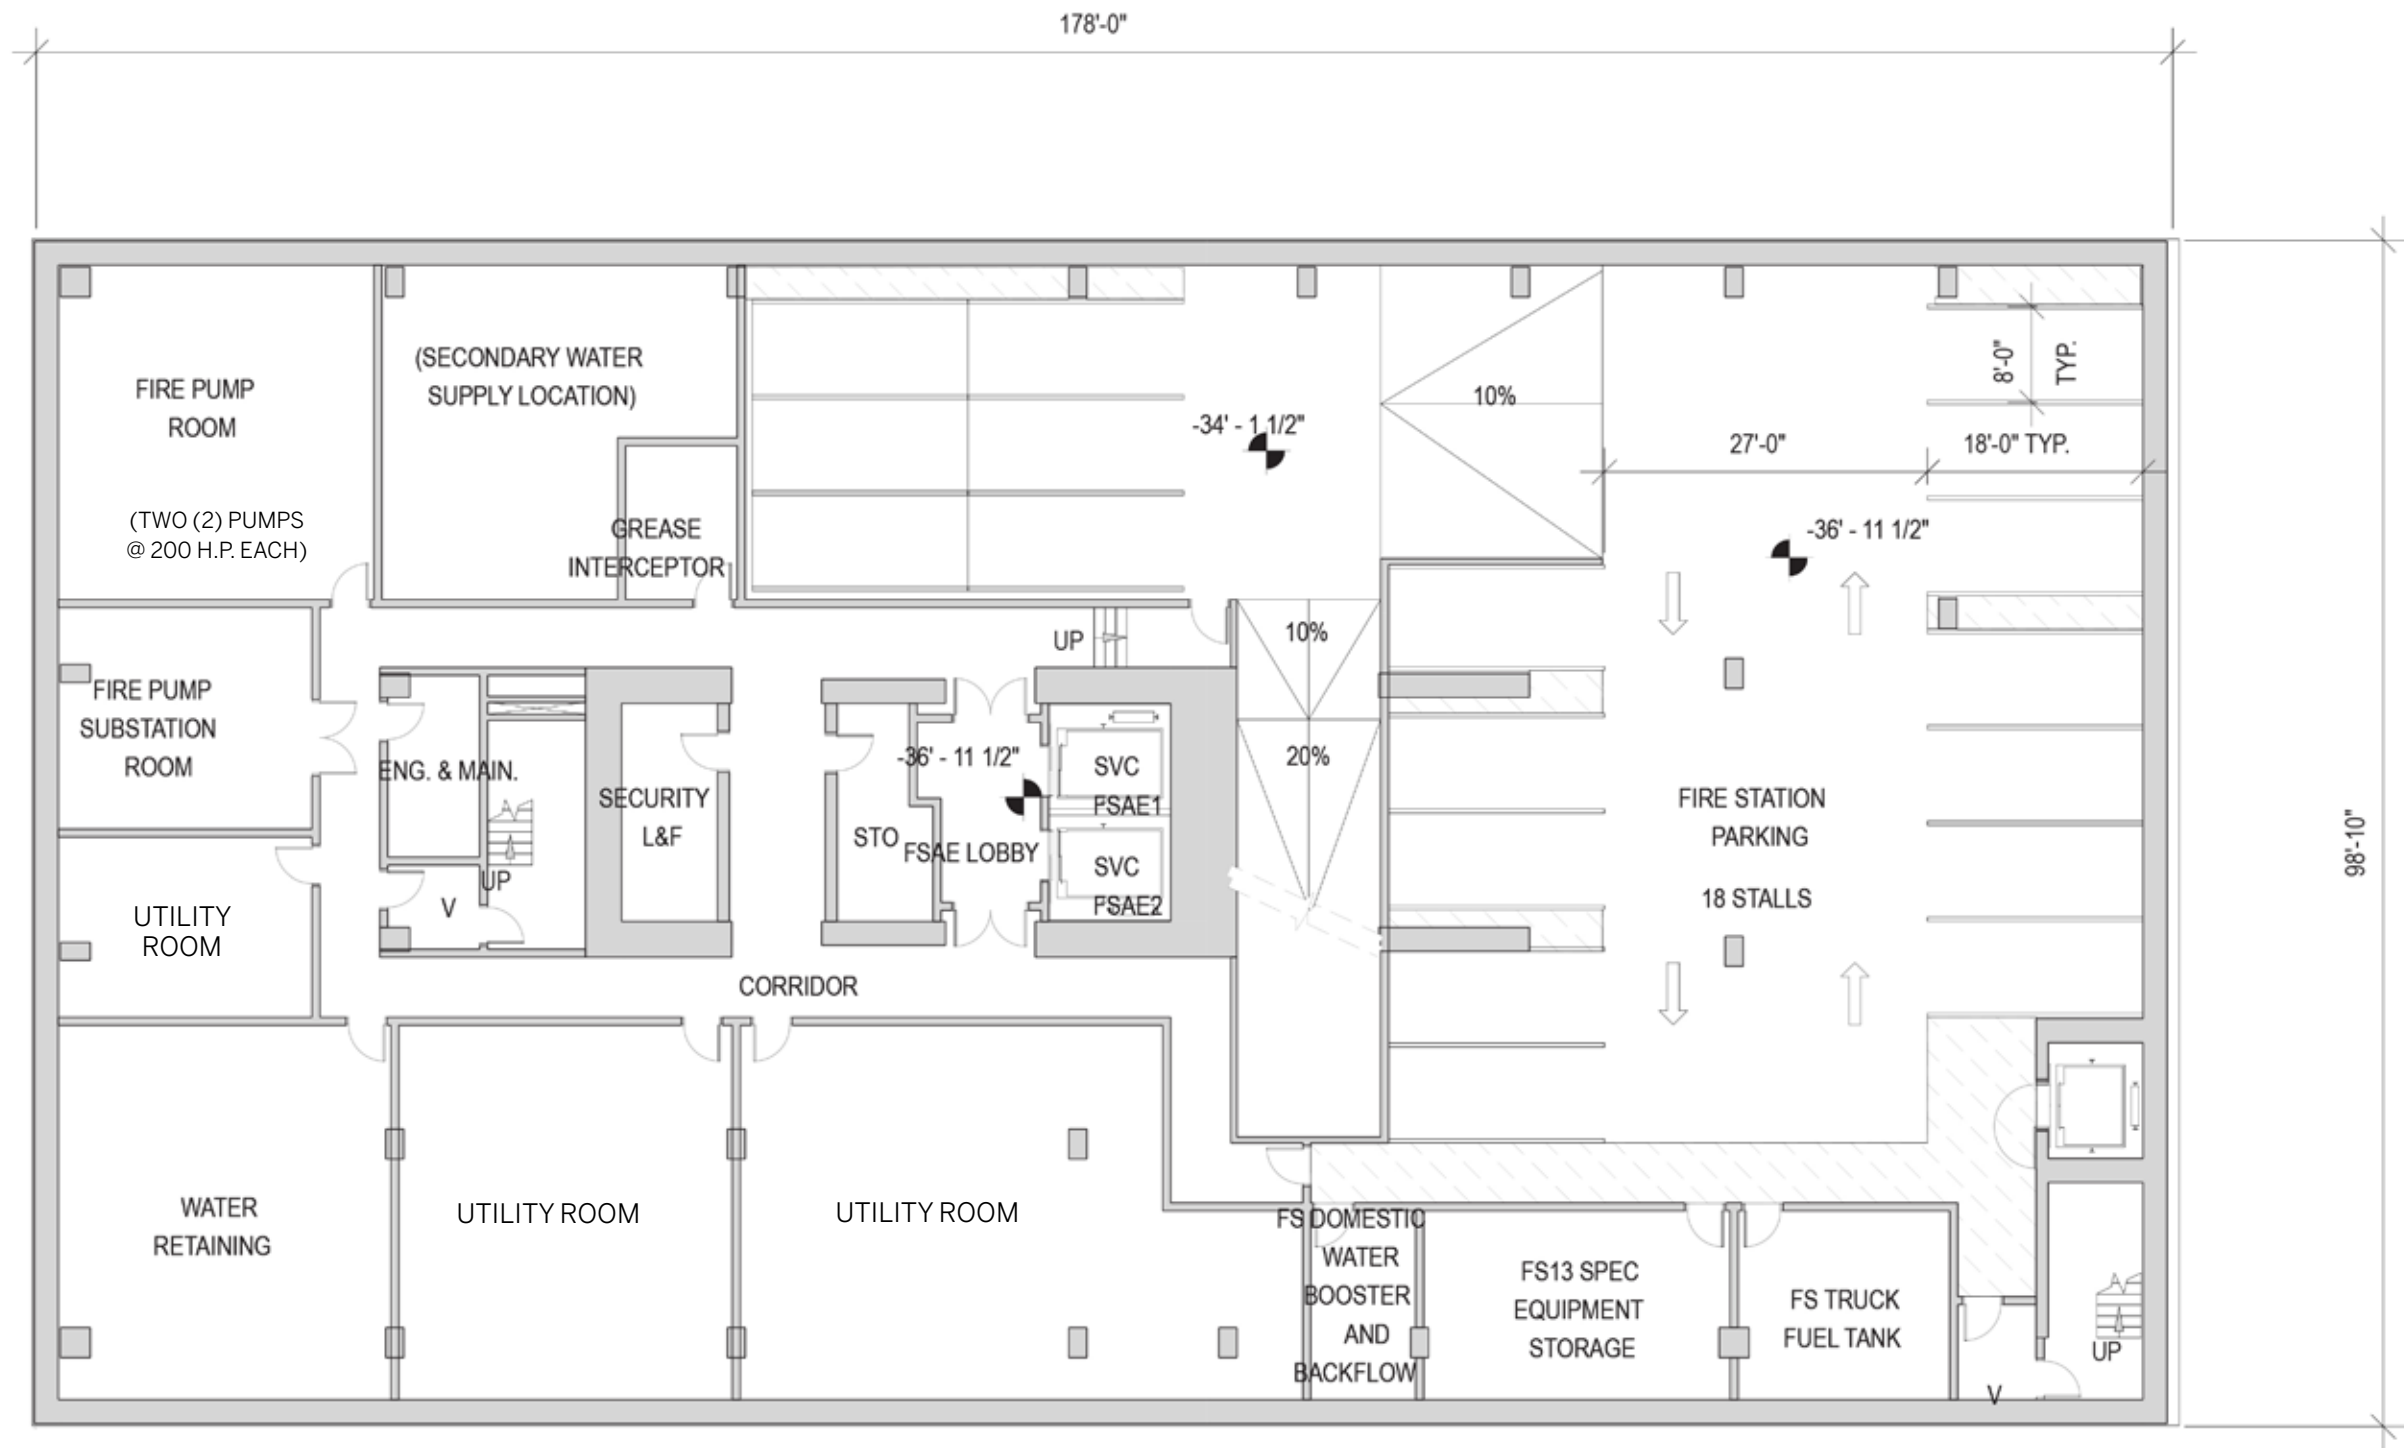 178'-0"
FIRE PUMP
ROOM
(TWO (2) PUMPS
@ 200 H.P. EACH)
(SECONDARY WATER
SUPPLY LOCATION)
GREASE
INTERCEPTOR
-34' - 1 1/2"
10%
8'-0"
TYP.
27'-0"
18'-0" TYP.
-36' - 11 1/2"
UP
10%
20%
FIRE PUMP
SUBSTATION
ROOM
ENG. & MAIN.
UP
V
SECURITY
L&F
STO
-36' - 11 1/2"
FSAE LOBBY
SVC
FSAE1
SVC
FSAE2
FIRE STATION
PARKING
18 STALLS
98'-10"
UTILITY
ROOM
CORRIDOR
WATER
RETAINING
UTILITY ROOM
UTILITY ROOM
FS DOMESTIC
WATER
BOOSTER
AND
BACKFLOW
FS13 SPEC
EQUIPMENT
STORAGE
FS TRUCK
FUEL TANK
UP
V